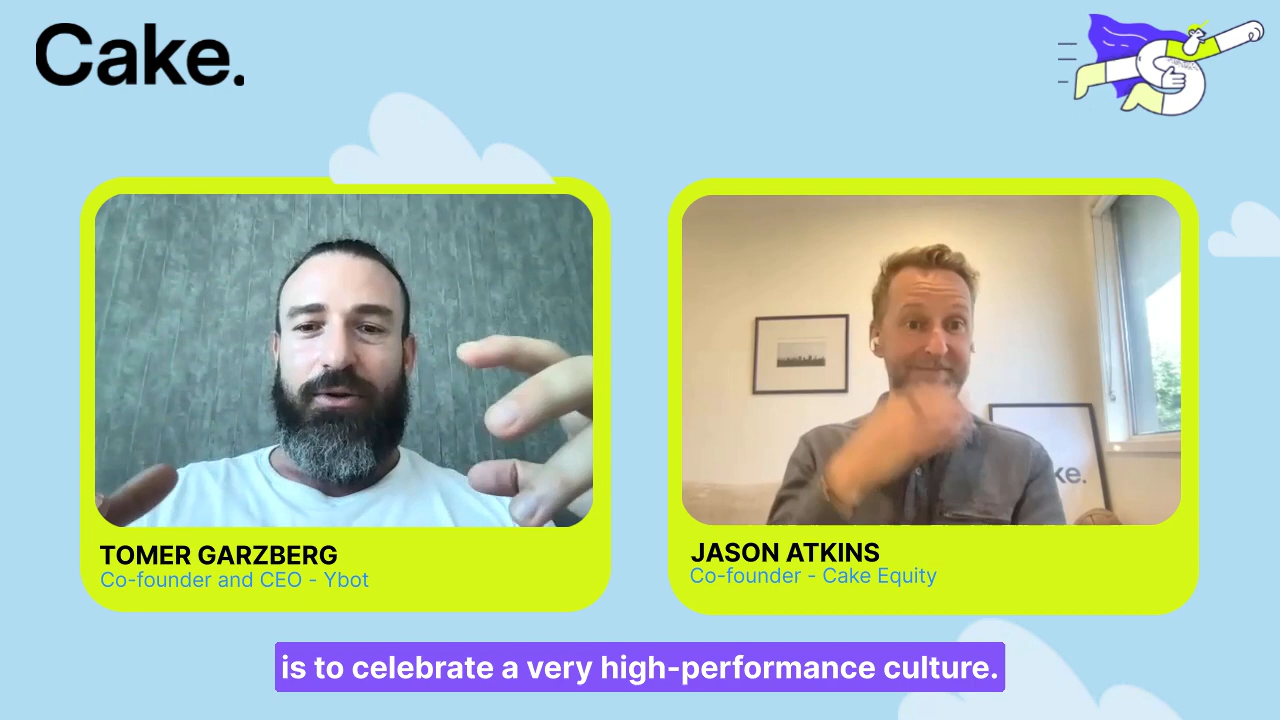 Cake.
ke.
TOMER GARZBERG
Co-founder and CEO - Ybot
JASON ATKINS
Co-founder - Cake Equity
is to celebrate a very high-performance culture.